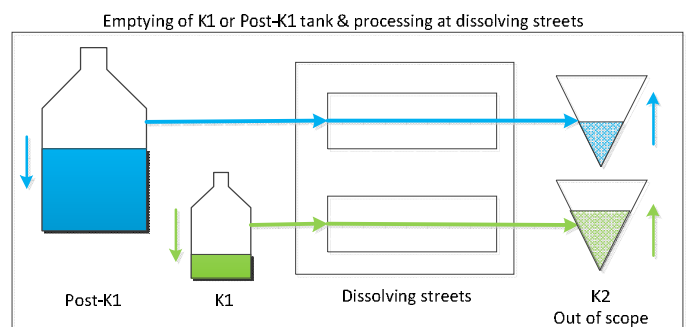 Emptying of K1 or Post-K1 tank & processing at dissolving streets
Post-K1
K1
Dissolving streets
K2
Out of scope